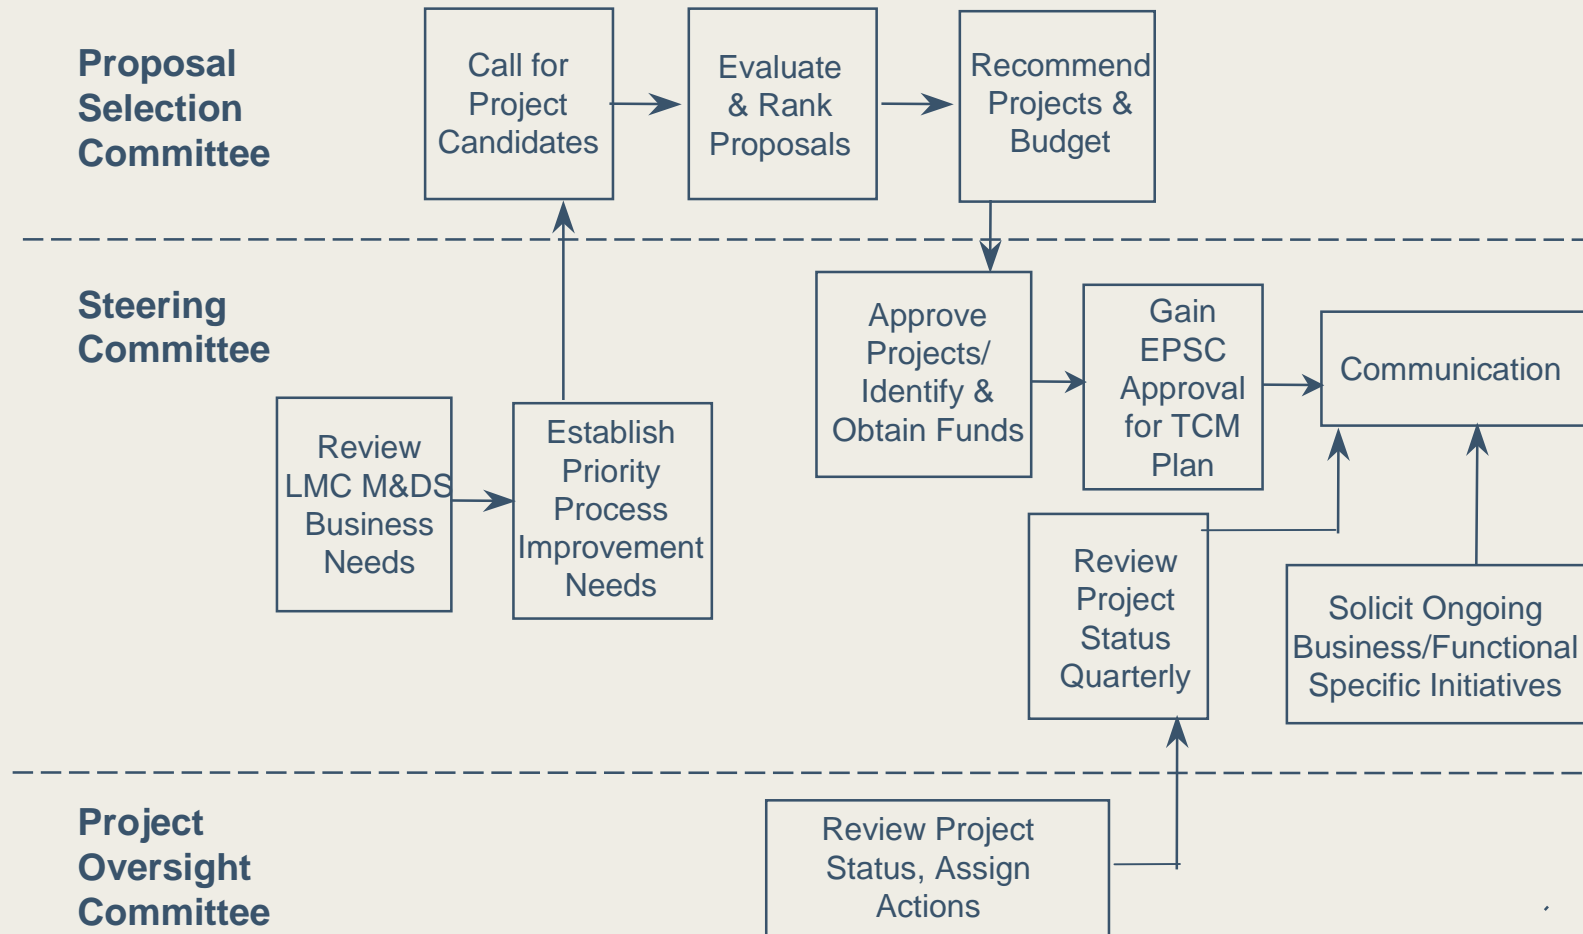 Proposal
Selection
Committee
Call for
Project
Candidates
Evaluate
& Rank
Proposals
Recommend
Projects &
Budget
Steering
Committee
Review
LMC M&DS
Business
Needs
Establish
Priority
Process
Improvement
Needs
Approve
Projects/
Identify &
Obtain Funds
Gain
EPSC
Approval
for TCM
Plan
Communication
Review
Project
Status
Quarterly
Solicit Ongoing
Business/Functional
Specific Initiatives
Project
Oversight
Committee
Review Project
Status, Assign
Actions